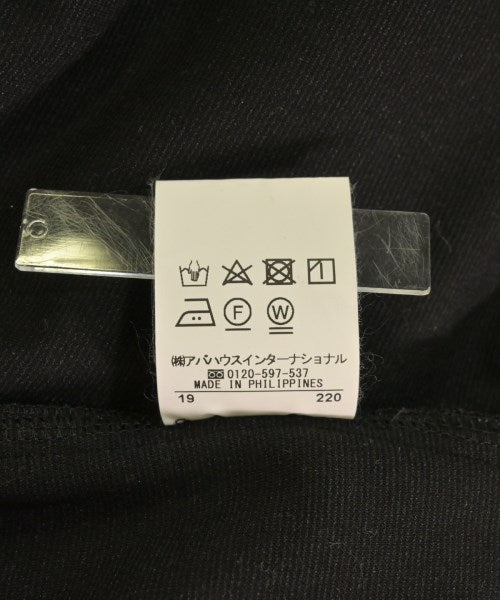 F W
(株)アバハウスインターナショナル
0120-597-537
MADE IN PHILIPPINES
19 220